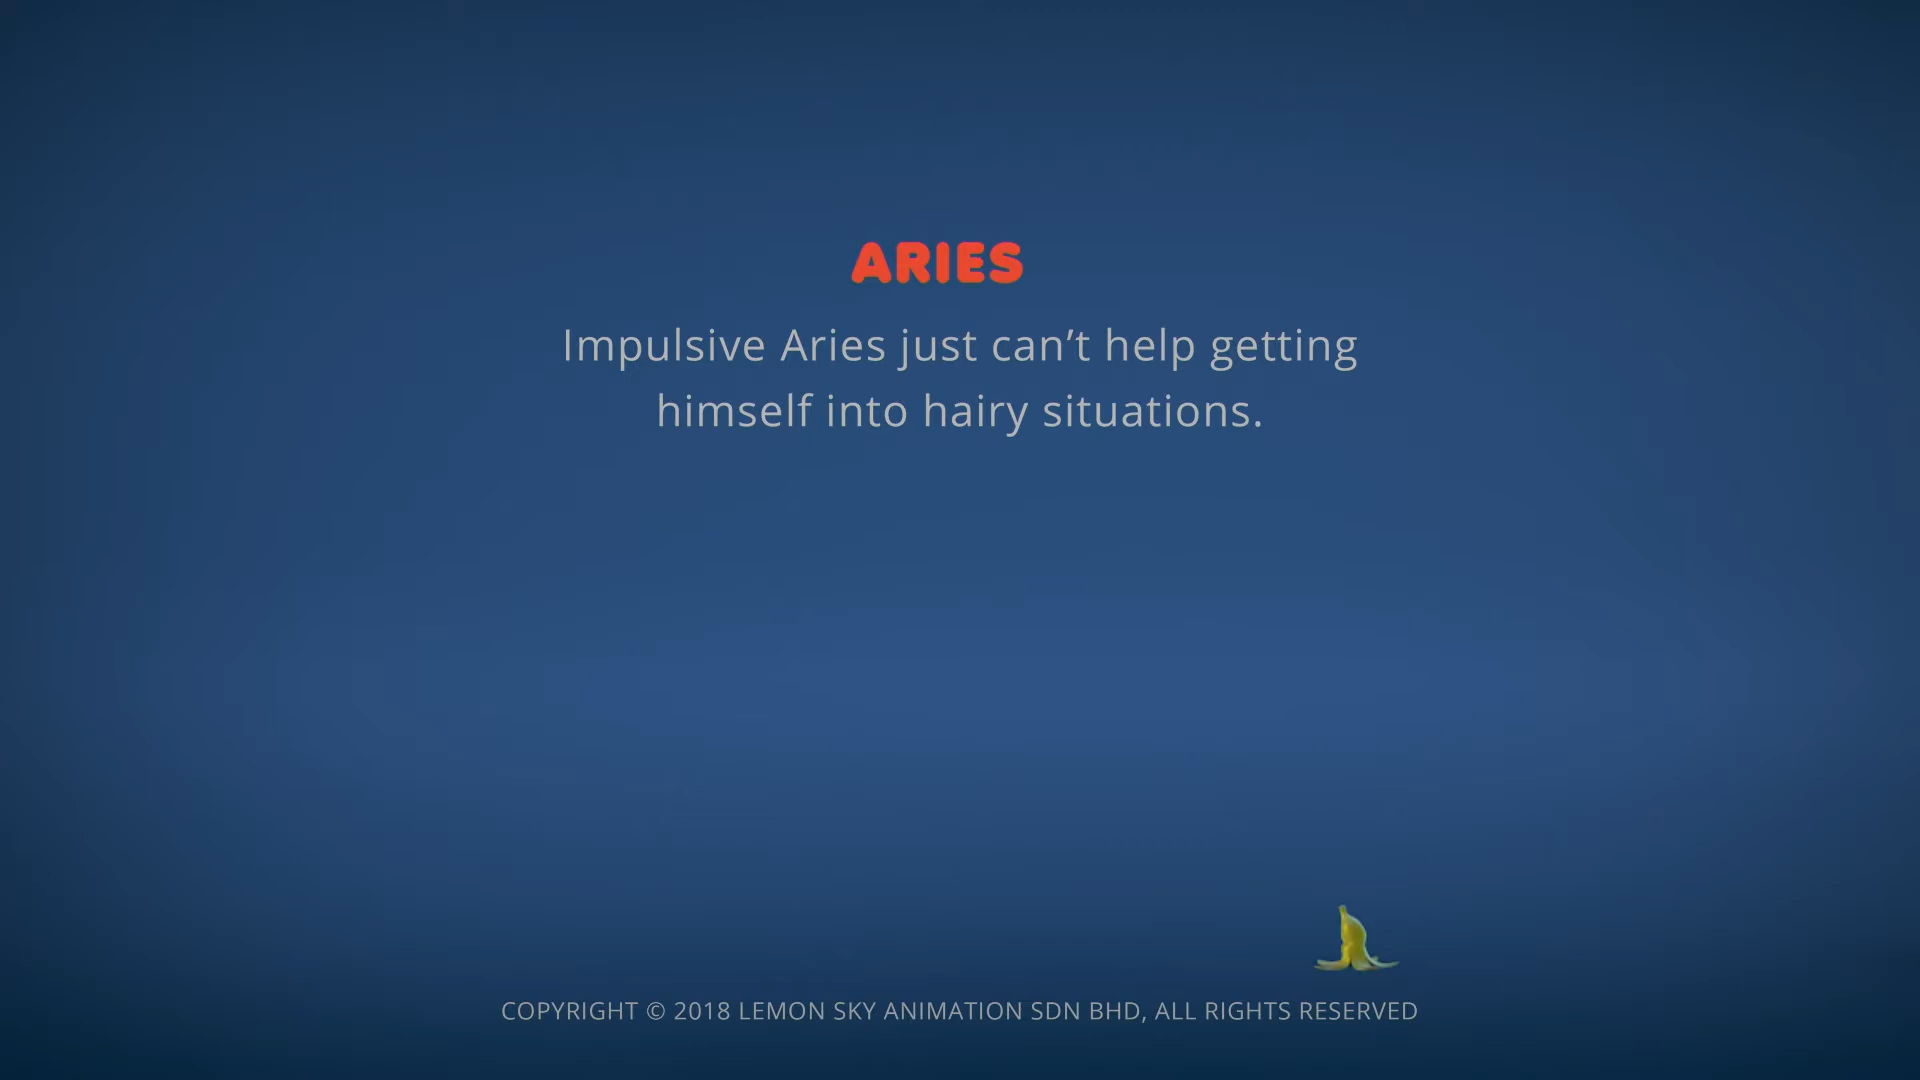 ARIES
Impulsive Aries just can’t help getting
himself into hairy situations.
COPYRIGHT © 2018 LEMON SKY ANIMATION SDN BHD, ALL RIGHTS RESERVED